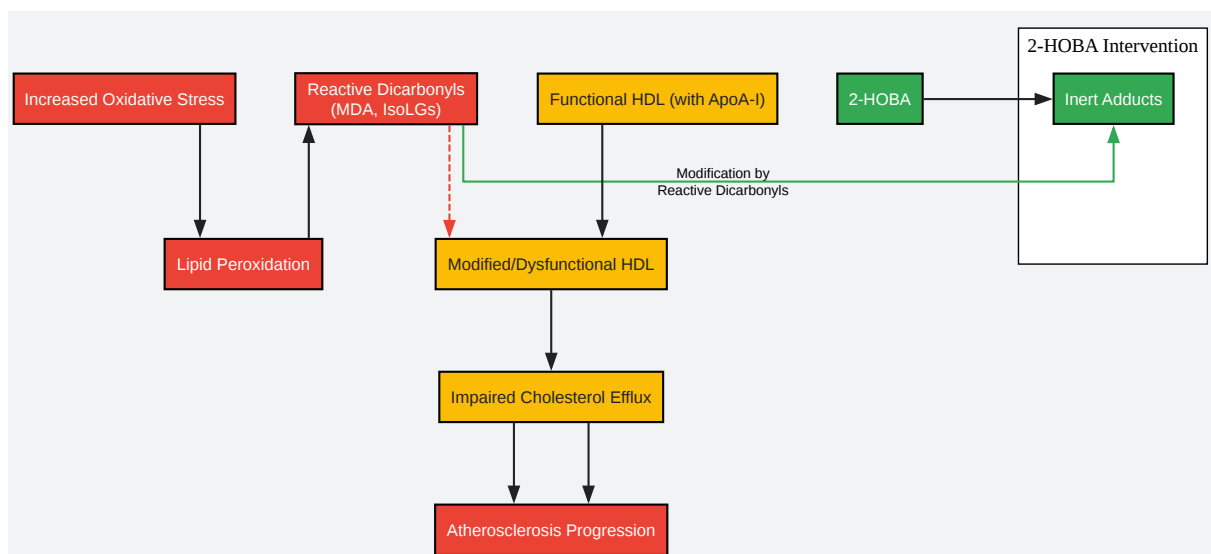 2-HOBA Intervention
Increased Oxidative Stress
Reactive Dicarbonyls
(MDA, IsoLGs)
Functional HDL (with ApoA-I)
2-HOBA
Inert Adducts
Modification by
Reactive Dicarbonyls
Lipid Peroxidation
Modified/Dysfunctional HDL
Impaired Cholesterol Efflux
Atherosclerosis Progression